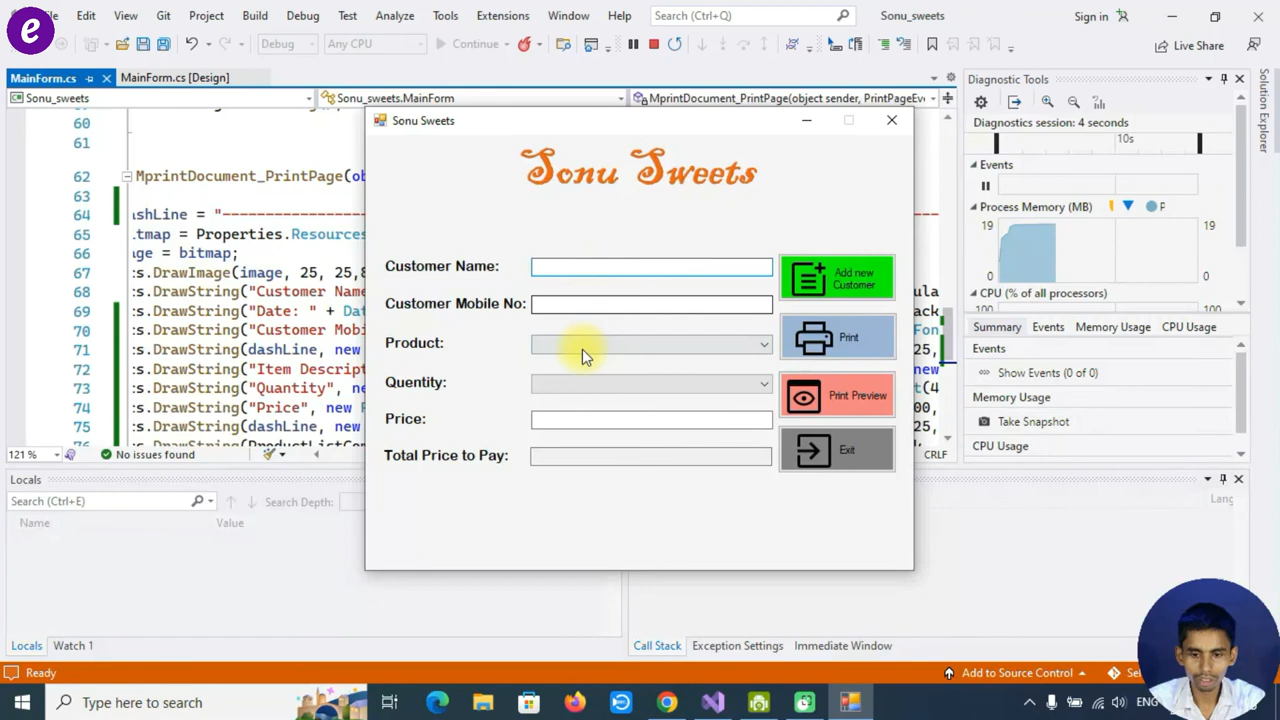 e
File Edit View Git Project Build Debug Test Analyze Tools Extensions Window Help Search (Ctrl+Q) Sonu_sweets Sign in
Debug Any CPU Continue Live Share
MainForm.cs MainForm.cs [Design]
Sonu_sweets Sonu_sweets.MainForm MprintDocument_PrintPage(object sender, PrintPageEv
60
61
62 MprintDocument_PrintPage(ob
63
64 ashLine = "--------------------
65 itmap = Properties.Resources
66 age = bitmap;
67 s.DrawImage(image, 25, 25,8
68 s.DrawString("Customer Name
69 s.DrawString("Date: " + Dat
70 s.DrawString("Customer Mobi
71 s.DrawString(dashLine, new
72 s.DrawString("Item Descript
73 s.DrawString("Quantity", new
74 s.DrawString("Price", new F
75 s.DrawString(dashLine, new
76
121 % No issues found CRLF
Sonu Sweets
Sonu Sweets
Customer Name:
Customer Mobile No:
Product:
Quentity:
Price:
Total Price to Pay:
Add new
Customer
Print
Print Preview
Exit
Diagnostic Tools
Diagnostics session: 4 seconds
10s
Events
Process Memory (MB) P
19 19
0 0
CPU (% of all processors)
Summary Events Memory Usage CPU Usage
Events
Show Events (0 of 0)
Memory Usage
Take Snapshot
CPU Usage
Solution Explorer
Locals
Search (Ctrl+E) Search Depth:
Name Value
Lang
Locals Watch 1
Call Stack Exception Settings Immediate Window
Ready Add to Source Control
Type here to search ENG